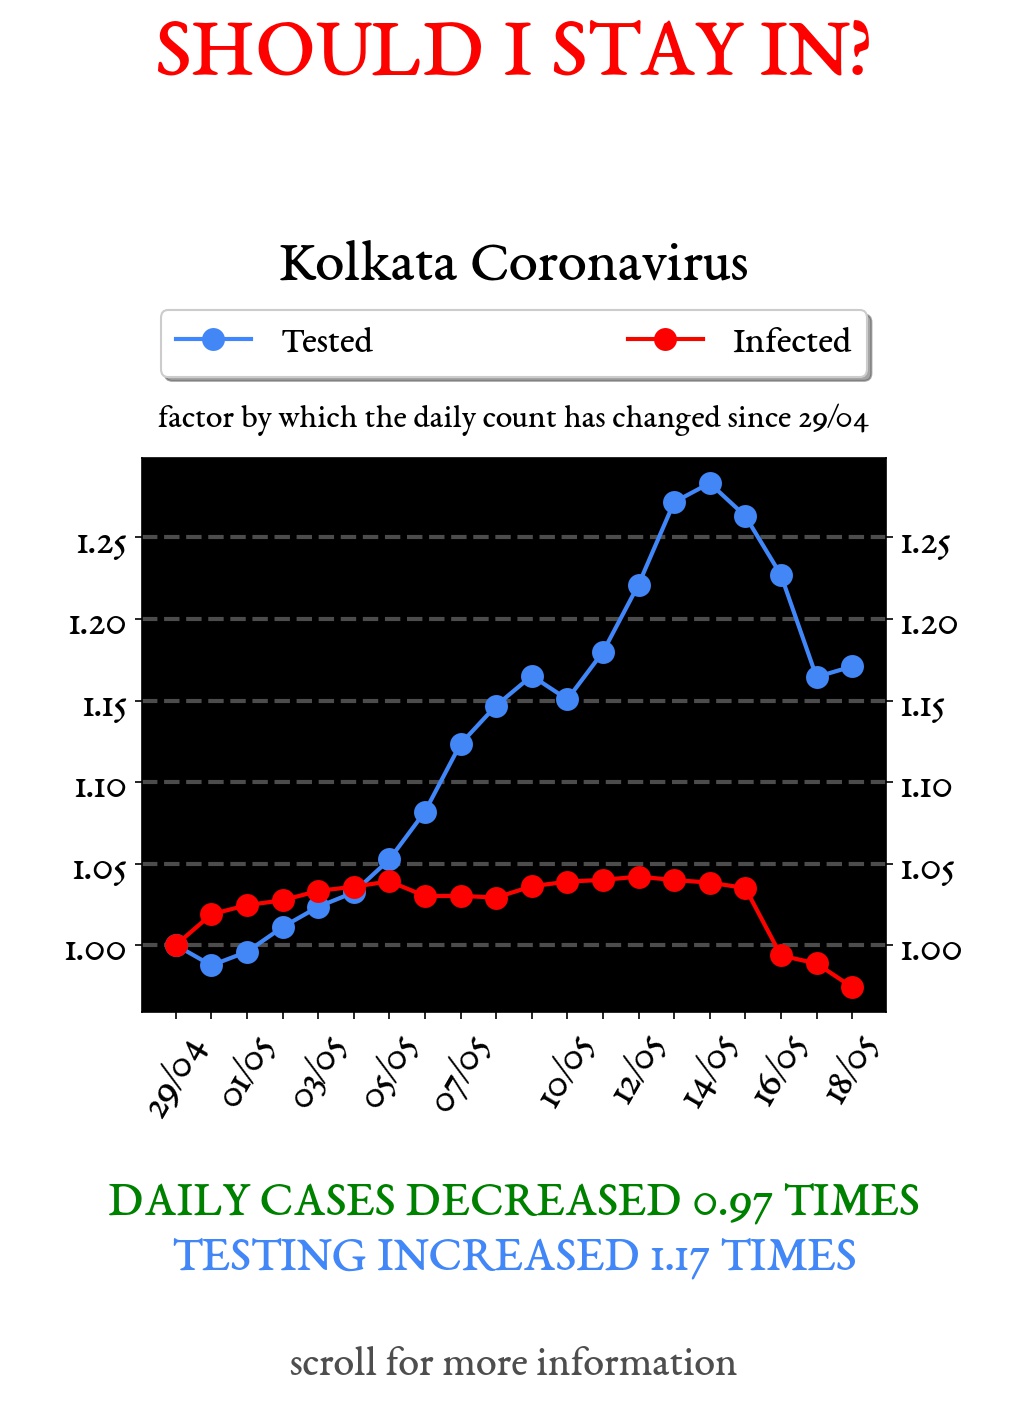 SHOULD I STAY IN?
Kolkata Coronavirus
Tested Infected
factor by which the daily count has changed since 29/04
1.25 1.25
1.20 1.20
1.15 1.15
1.10 1.10
1.05 1.05
1.00 1.00
29/04 01/05 03/05 05/05 07/05 10/05 12/05 14/05 16/05 18/05
DAILY CASES DECREASED 0.97 TIMES
TESTING INCREASED 1.17 TIMES
scroll for more information